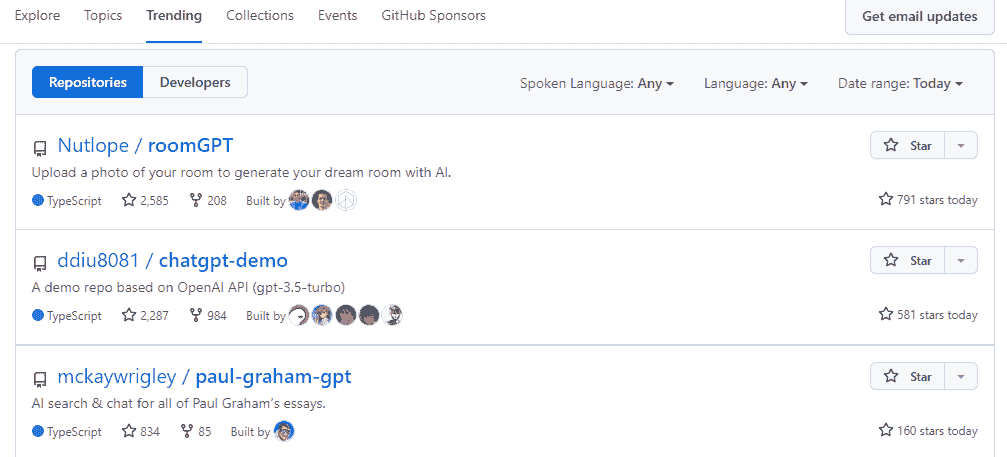 Explore Topics Trending Collections Events GitHub Sponsors Get email updates
Repositories Developers Spoken Language: Any Language: Any Date range: Today
Nutlope / roomGPT Star
Upload a photo of your room to generate your dream room with AI.
TypeScript 2,585 208 Built by 791 stars today
ddiu8081 / chatgpt-demo Star
A demo repo based on OpenAI API (gpt-3.5-turbo)
TypeScript 2,287 984 Built by 581 stars today
mckaywrigley / paul-graham-gpt Star
AI search & chat for all of Paul Graham's essays.
TypeScript 834 85 Built by 160 stars today